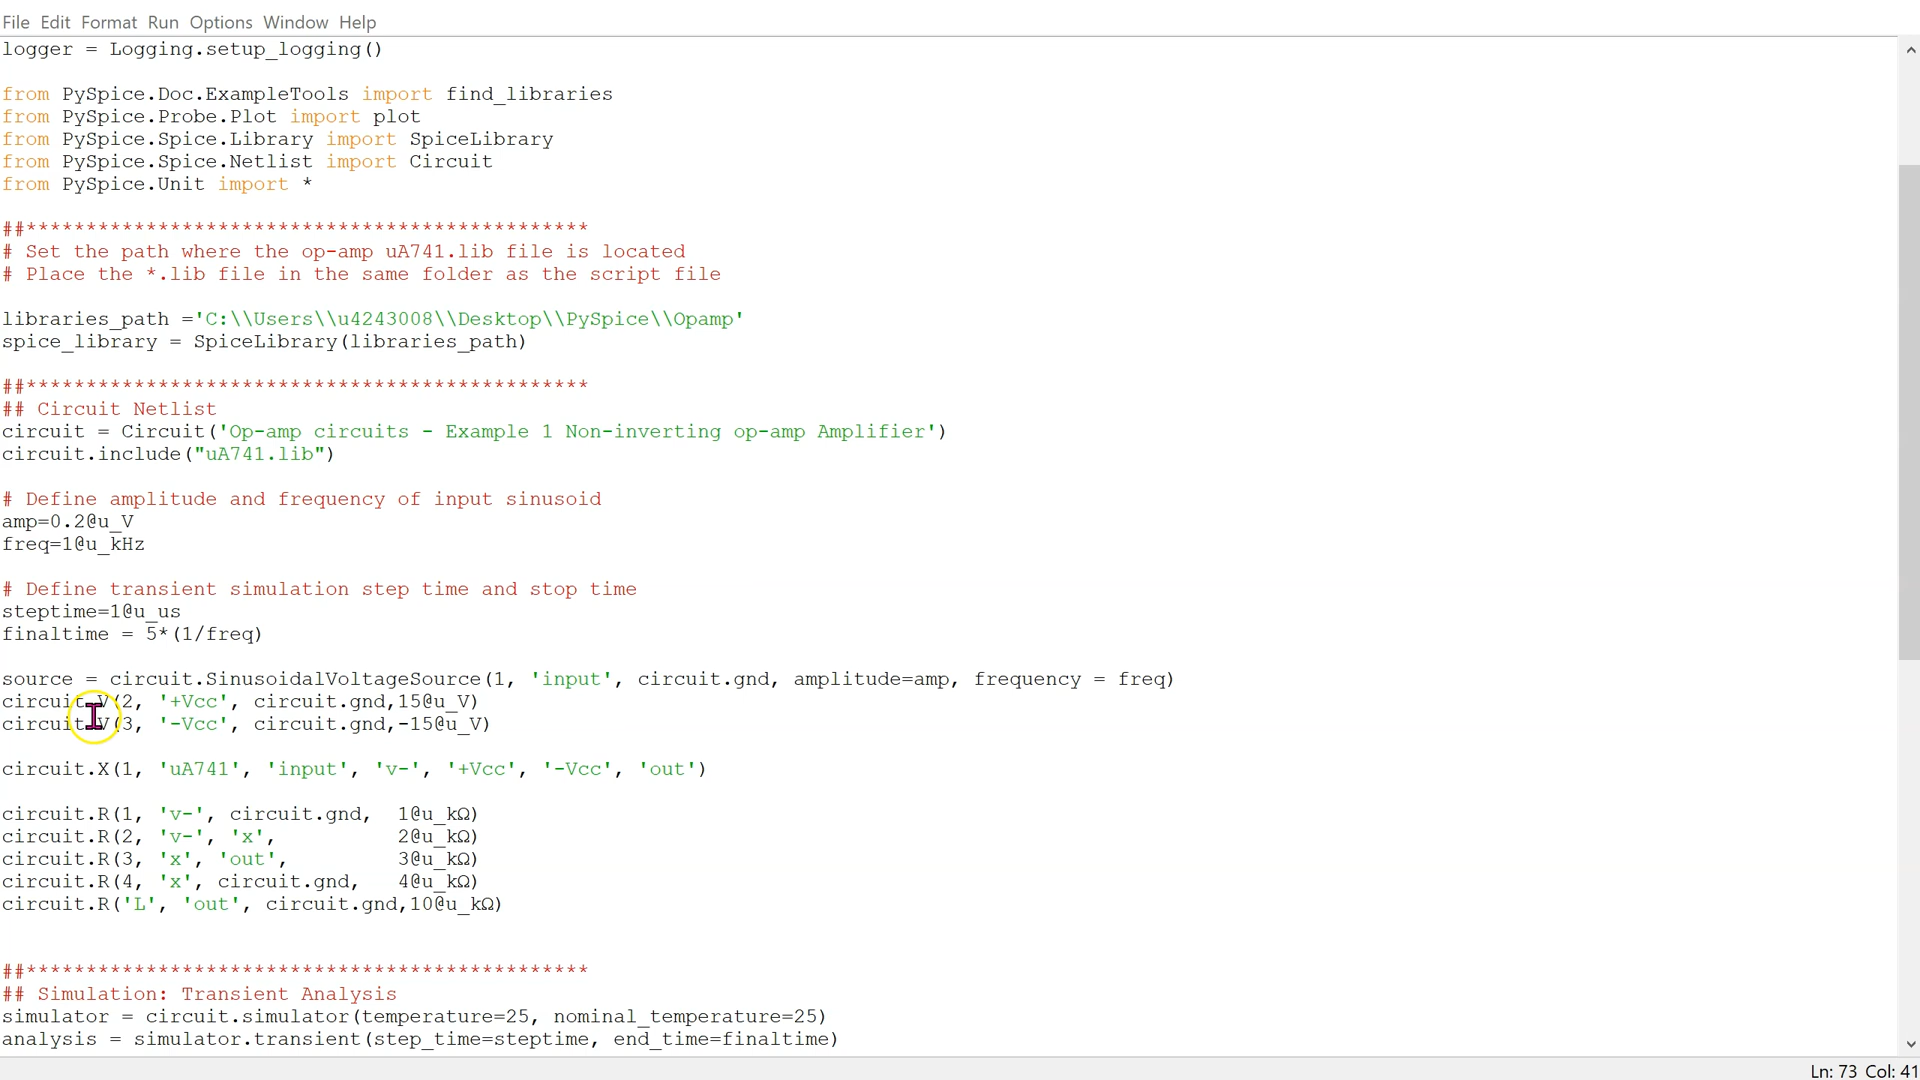 File Edit Format Run Options Window Help
logger = Logging.setup_logging()
from PySpice.Doc.ExampleTools import find_libraries
from PySpice.Probe.Plot import plot
from PySpice.Spice.Library import SpiceLibrary
from PySpice.Spice.Netlist import Circuit
from PySpice.Unit import *
##***********************************************
# Set the path where the op-amp uA741.lib file is located
# Place the *.lib file in the same folder as the script file
libraries_path ='C:\\Users\\u4243008\\Desktop\\PySpice\\Opamp'
spice_library = SpiceLibrary(libraries_path)
##***********************************************
## Circuit Netlist
circuit = Circuit('Op-amp circuits - Example 1 Non-inverting op-amp Amplifier')
circuit.include("uA741.lib")
# Define amplitude and frequency of input sinusoid
amp=0.2@u_V
freq=1@u_kHz
# Define transient simulation step time and stop time
steptime=1@u_us
finaltime = 5*(1/freq)
source = circuit.SinusoidalVoltageSource(1, 'input', circuit.gnd, amplitude=amp, frequency = freq)
circuit.V(2, '+Vcc', circuit.gnd,15@u_V)
circuit.V(3, '-Vcc', circuit.gnd,-15@u_V)
circuit.X(1, 'uA741', 'input', 'v-', '+Vcc', '-Vcc', 'out')
circuit.R(1, 'v-', circuit.gnd,  1@u_kΩ)
circuit.R(2, 'v-', 'x',          2@u_kΩ)
circuit.R(3, 'x', 'out',         3@u_kΩ)
circuit.R(4, 'x', circuit.gnd,   4@u_kΩ)
circuit.R('L', 'out', circuit.gnd,10@u_kΩ)
##***********************************************
## Simulation: Transient Analysis
simulator = circuit.simulator(temperature=25, nominal_temperature=25)
analysis = simulator.transient(step_time=steptime, end_time=finaltime)
Ln: 73 Col: 41